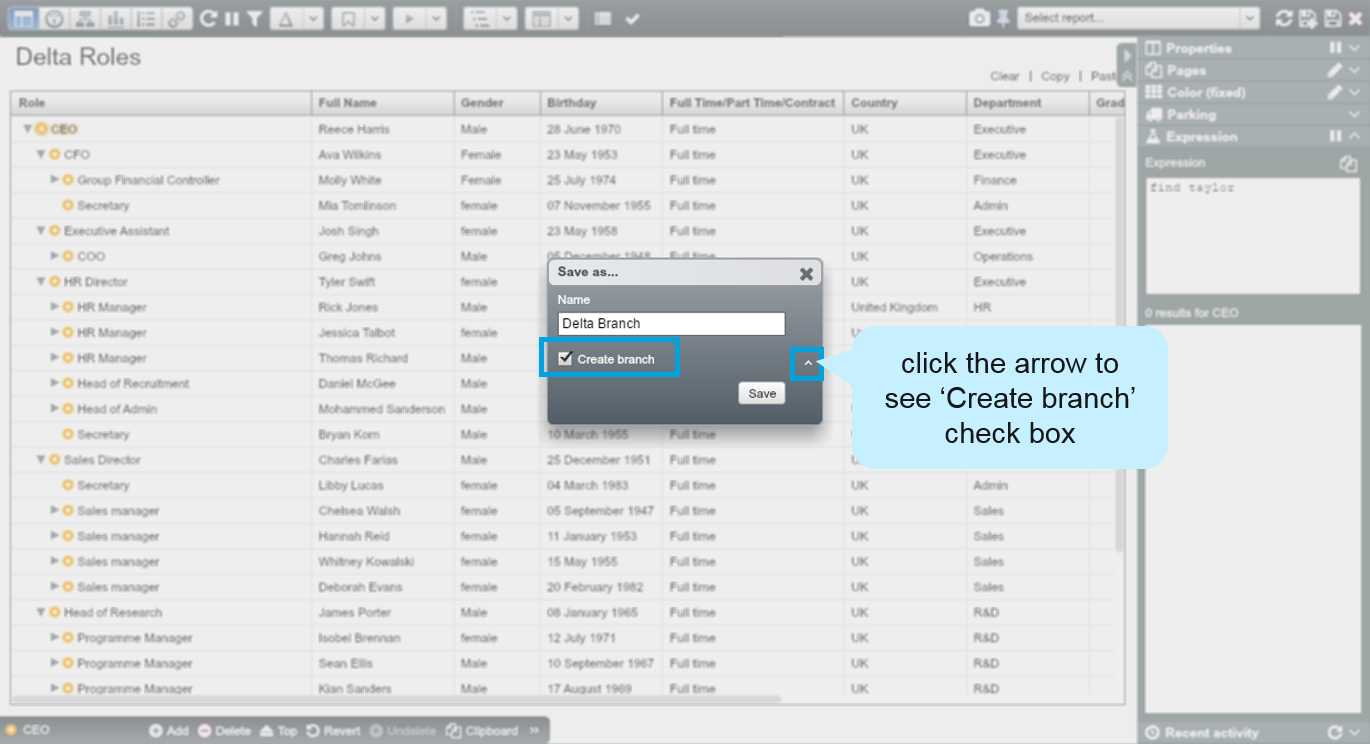 Select report...
Delta Roles
Clear | Copy | Past
Role Full Name Gender Birthday Full Time/Part Time/Contract Country Department Grad
CEO Reece Harris Male 28 June 1970 Full time UK Executive
CFO Ava Wilkins Female 23 May 1953 Full time UK Executive
Group Financial Controller Molly White Female 25 July 1974 Full time UK Finance
Secretary Mia Tomlinson female 07 November 1955 Full time UK Admin
Executive Assistant Josh Singh female 23 May 1958 Full time UK Executive
COO Greg Johns Male 05 December 1948 Full time UK Operations
HR Director Tyler Swift female UK Executive
HR Manager Rick Jones Male United Kingdom HR
HR Manager Jessica Talbot female
HR Manager Thomas Richard Male
Head of Recruitment Daniel McGee Male
Head of Admin Mohammed Sanderson Male
Secretary Bryan Korn Male 10 March 1955 Full time
Sales Director Charles Farias Male 25 December 1951 Full time
Secretary Libby Lucas female 04 March 1983 Full time UK Admin
Sales manager Chelsea Walsh female 05 September 1947 Full time UK Sales
Sales manager Hannah Reid female 11 January 1953 Full time UK Sales
Sales manager Whitney Kowalski female 15 May 1955 Full time UK Sales
Sales manager Deborah Evans female 20 February 1982 Full time UK Sales
Head of Research James Porter Male 08 January 1965 Full time UK R&D
Programme Manager Isobel Brennan female 12 July 1971 Full time UK R&D
Programme Manager Sean Ellis Male 10 September 1967 Full time UK R&D
Programme Manager Kian Sanders Male 17 August 1969 Full time UK R&D
Save as...
Name
Delta Branch
Create branch
Save
click the arrow to
see ‘Create branch’
check box
Properties
Pages
Color (fixed)
Parking
Expression
Expression
find taylor
0 results for CEO
Recent activity
CEO Add Delete Top Revert Undelete Clipboard »